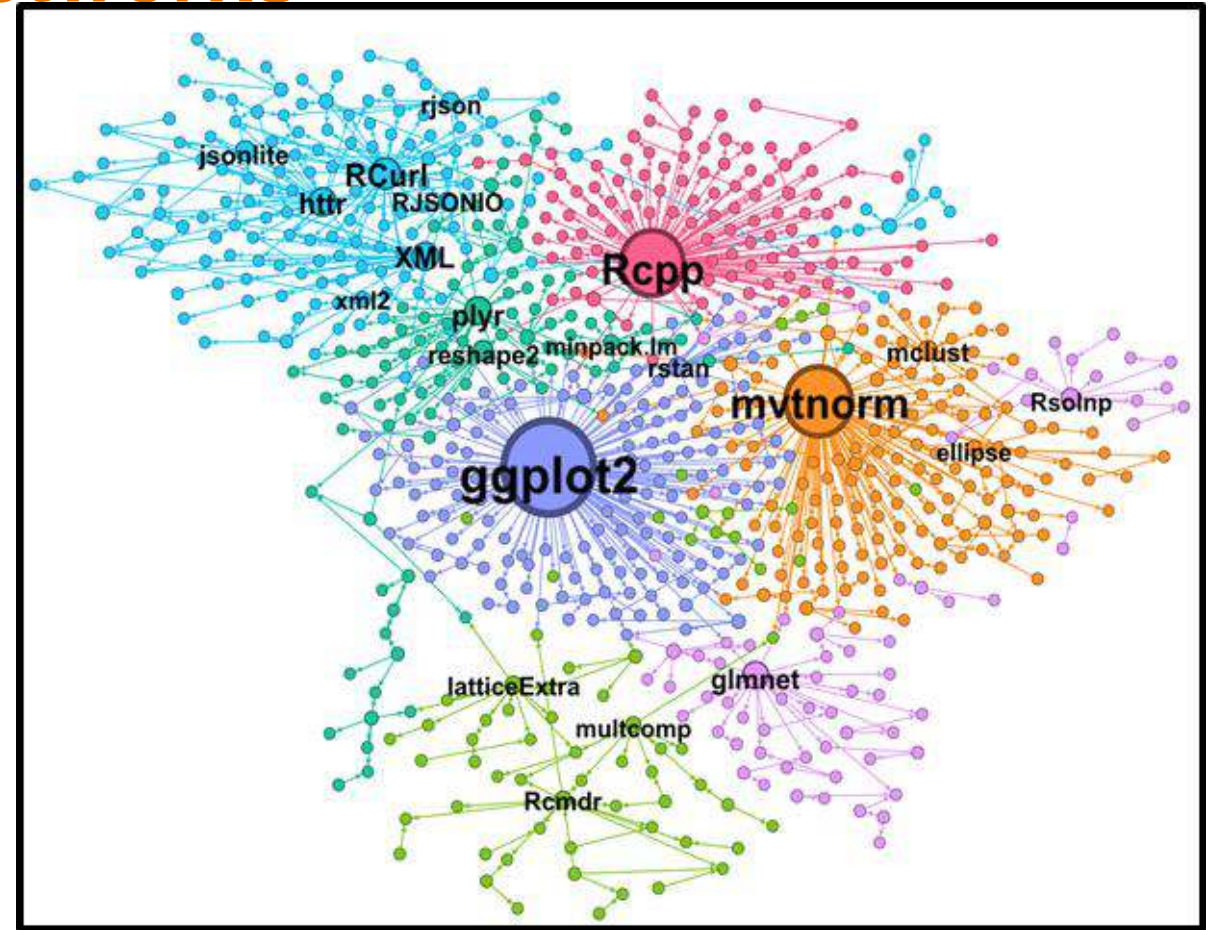 rjson
jsonlite
RCurl
httr
RJSONIO
XML
Rcpp
xml2
plyr
reshape2
minpack.lm
rstan
mclust
mvtnorm
Rsolnp
ellipse
ggplot2
latticeExtra
glmnet
multcomp
Rcmdr